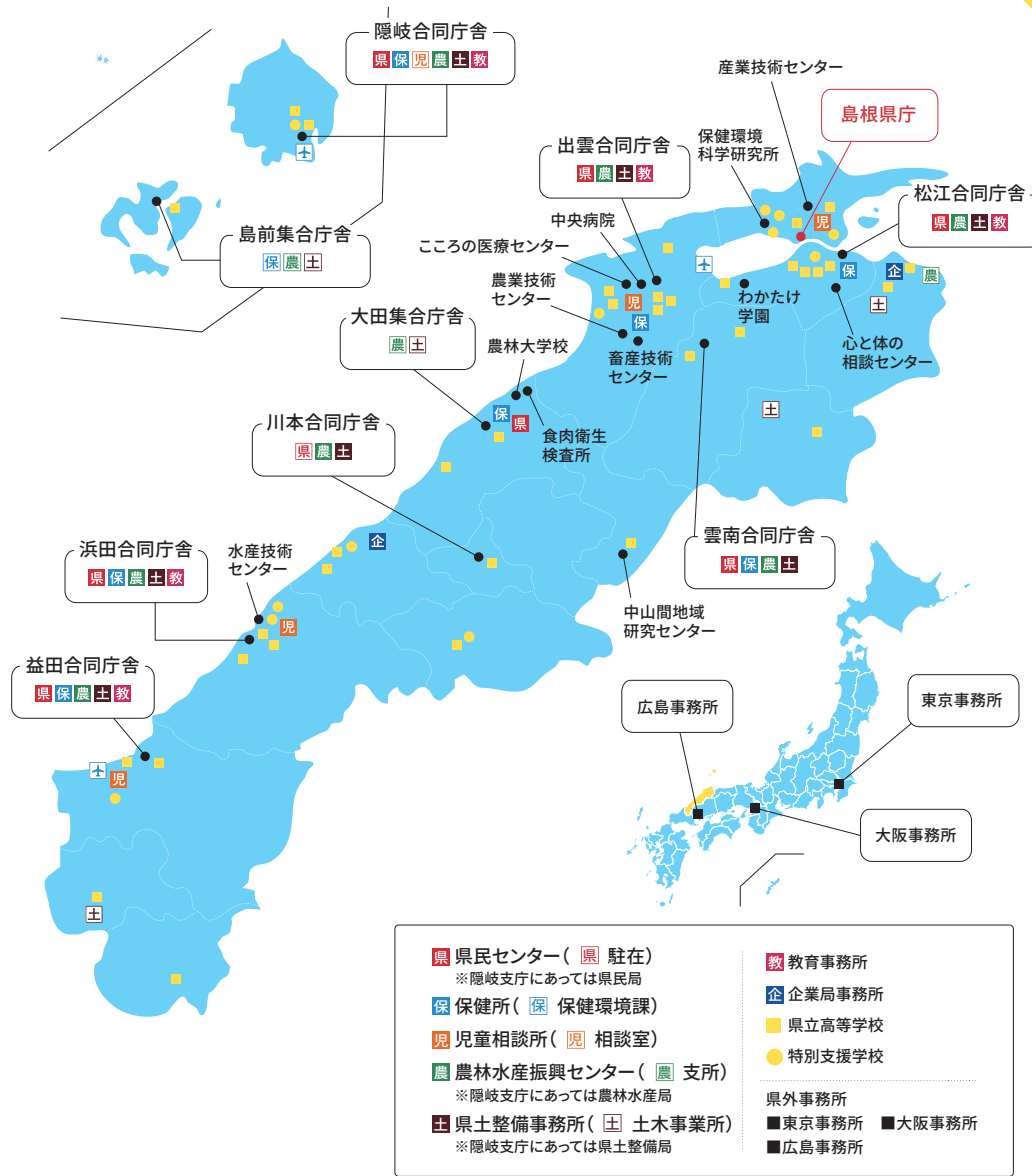 隠岐合同庁舎
県 保 児 農 土 教
島前集合庁舎
保 農 土
産業技術センター
島根県庁
保健環境
科学研究所
出雲合同庁舎
県 農 土 教
松江合同庁舎
県 農 土 教
中央病院
こころの医療センター
農業技術
センター
児
保
畜産技術
センター
児
保
企
農
土
わかたけ
学園
心と体の
相談センター
大田集合庁舎
農 土
農林大学校
保
県
食肉衛生
検査所
土
川本合同庁舎
県 農 土
雲南合同庁舎
県 保 農 土
中山間地域
研究センター
企
浜田合同庁舎
県 保 農 土 教
水産技術
センター
児
益田合同庁舎
県 保 農 土 教
児
土
広島事務所
東京事務所
大阪事務所
県 県民センター( 県 駐在)
※隠岐支庁にあっては県民局
保 保健所( 保 保健環境課)
児 児童相談所( 児 相談室)
農 農林水産振興センター( 農 支所)
※隠岐支庁にあっては農林水産局
土 県土整備事務所( 土 土木事業所)
※隠岐支庁にあっては県土整備局
教 教育事務所
企 企業局事務所
県立高等学校
特別支援学校
県外事務所
■東京事務所 ■大阪事務所
■広島事務所